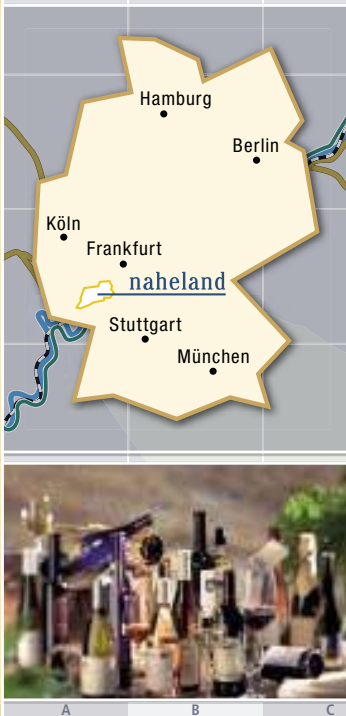 Hamburg
Berlin
Köln
Frankfurt
naheland
Stuttgart
München
A B C